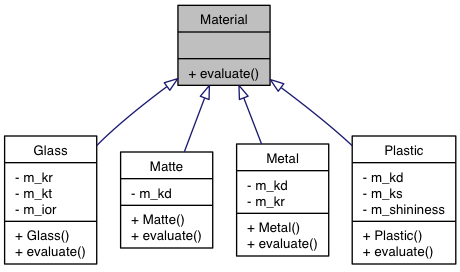 Material
+ evaluate()
Glass
- m_kr
- m_kt
- m_ior
+ Glass()
+ evaluate()
Matte
- m_kd
+ Matte()
+ evaluate()
Metal
- m_kd
- m_kr
+ Metal()
+ evaluate()
Plastic
- m_kd
- m_ks
- m_shininess
+ Plastic()
+ evaluate()